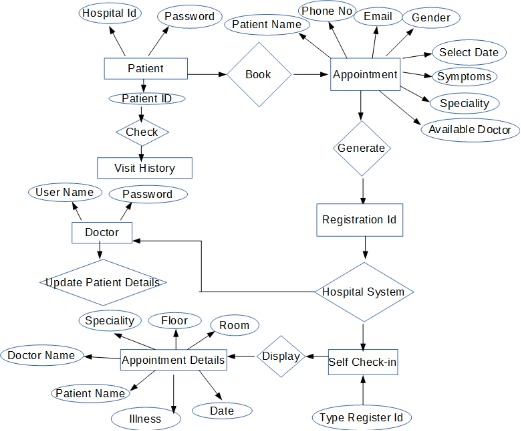 Hospital Id
Password
Phone No
Email
Gender
Patient Name
Select Date
Patient
Book
Appointment
Symptoms
Patient ID
Speciality
Check
Available Doctor
Generate
Visit History
User Name
Password
Registration Id
Doctor
Update Patient Details
Hospital System
Speciality
Floor
Room
Doctor Name
Appointment Details
Display
Self Check-in
Patient Name
Illness
Date
Type Register Id